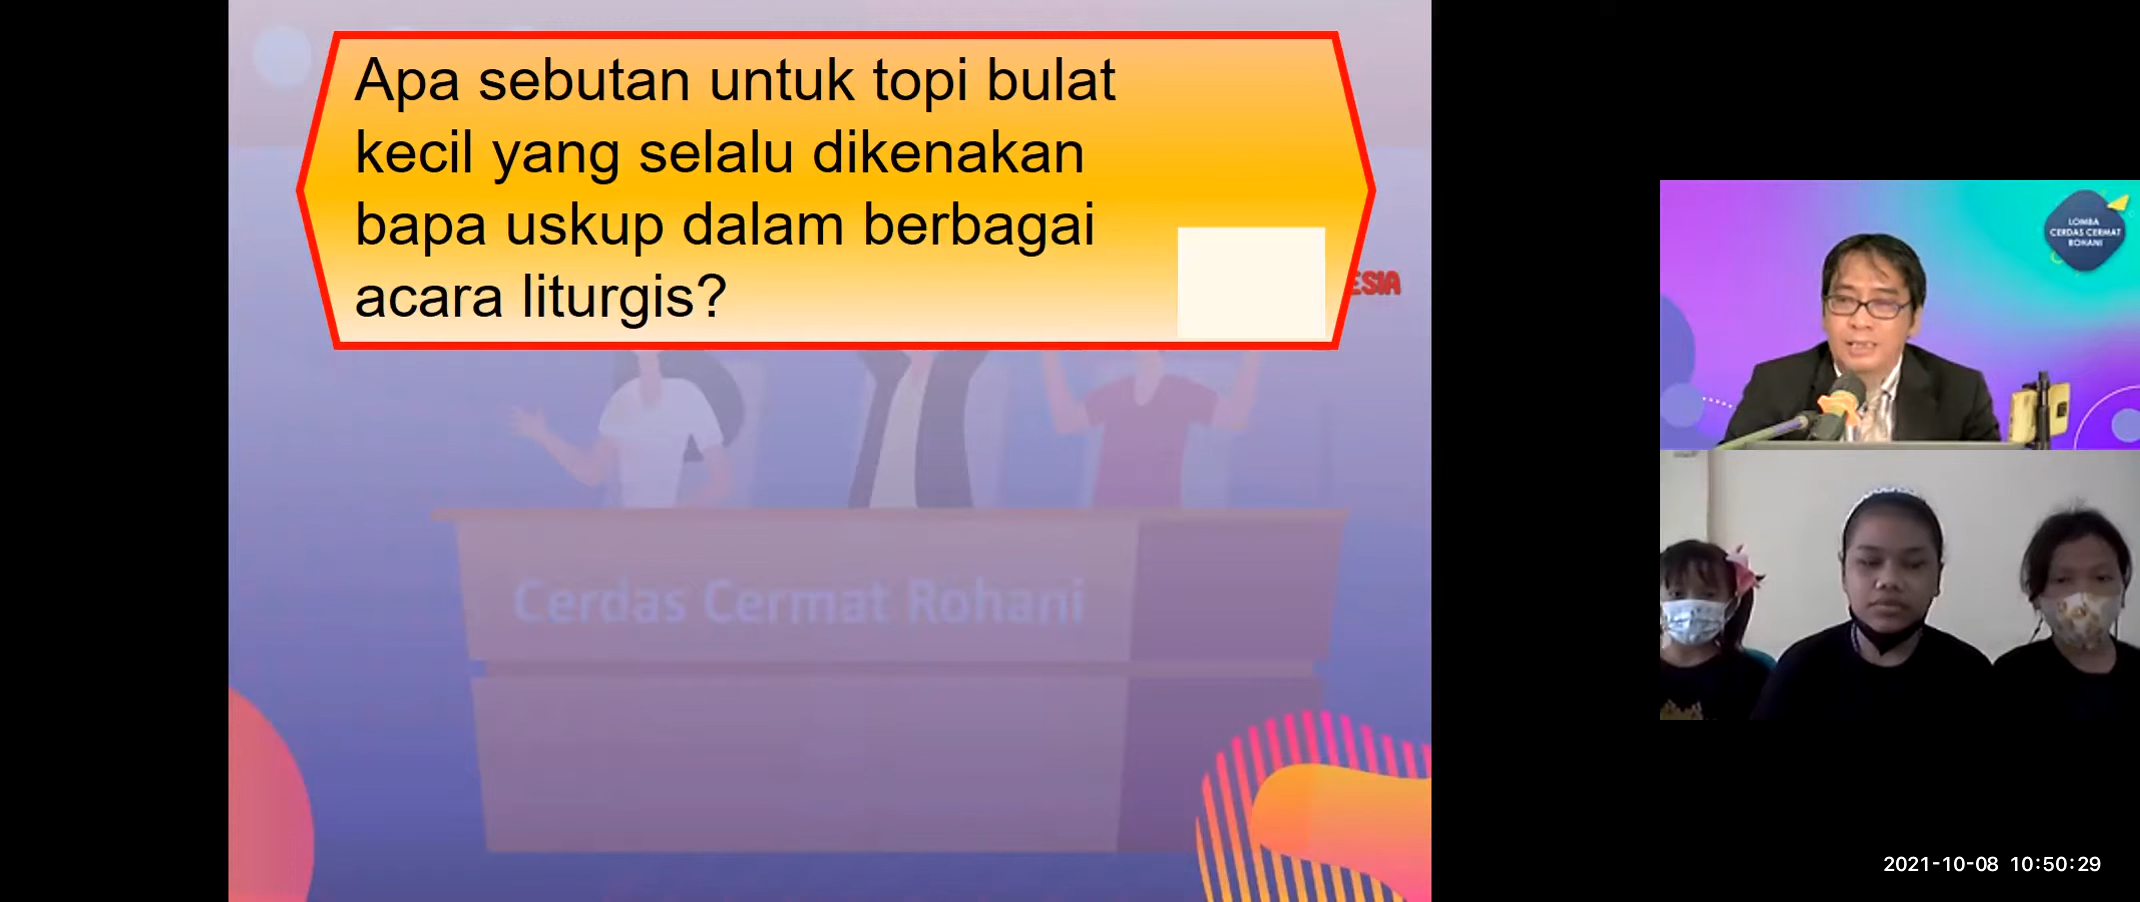 Apa sebutan untuk topi bulat
kecil yang selalu dikenakan
bapa uskup dalam berbagai
acara liturgis?
ESIA
Cerdas Cermat Rohani
LOMBA
CERDAS CERMAT
ROHANI
2021-10-08 10:50:29